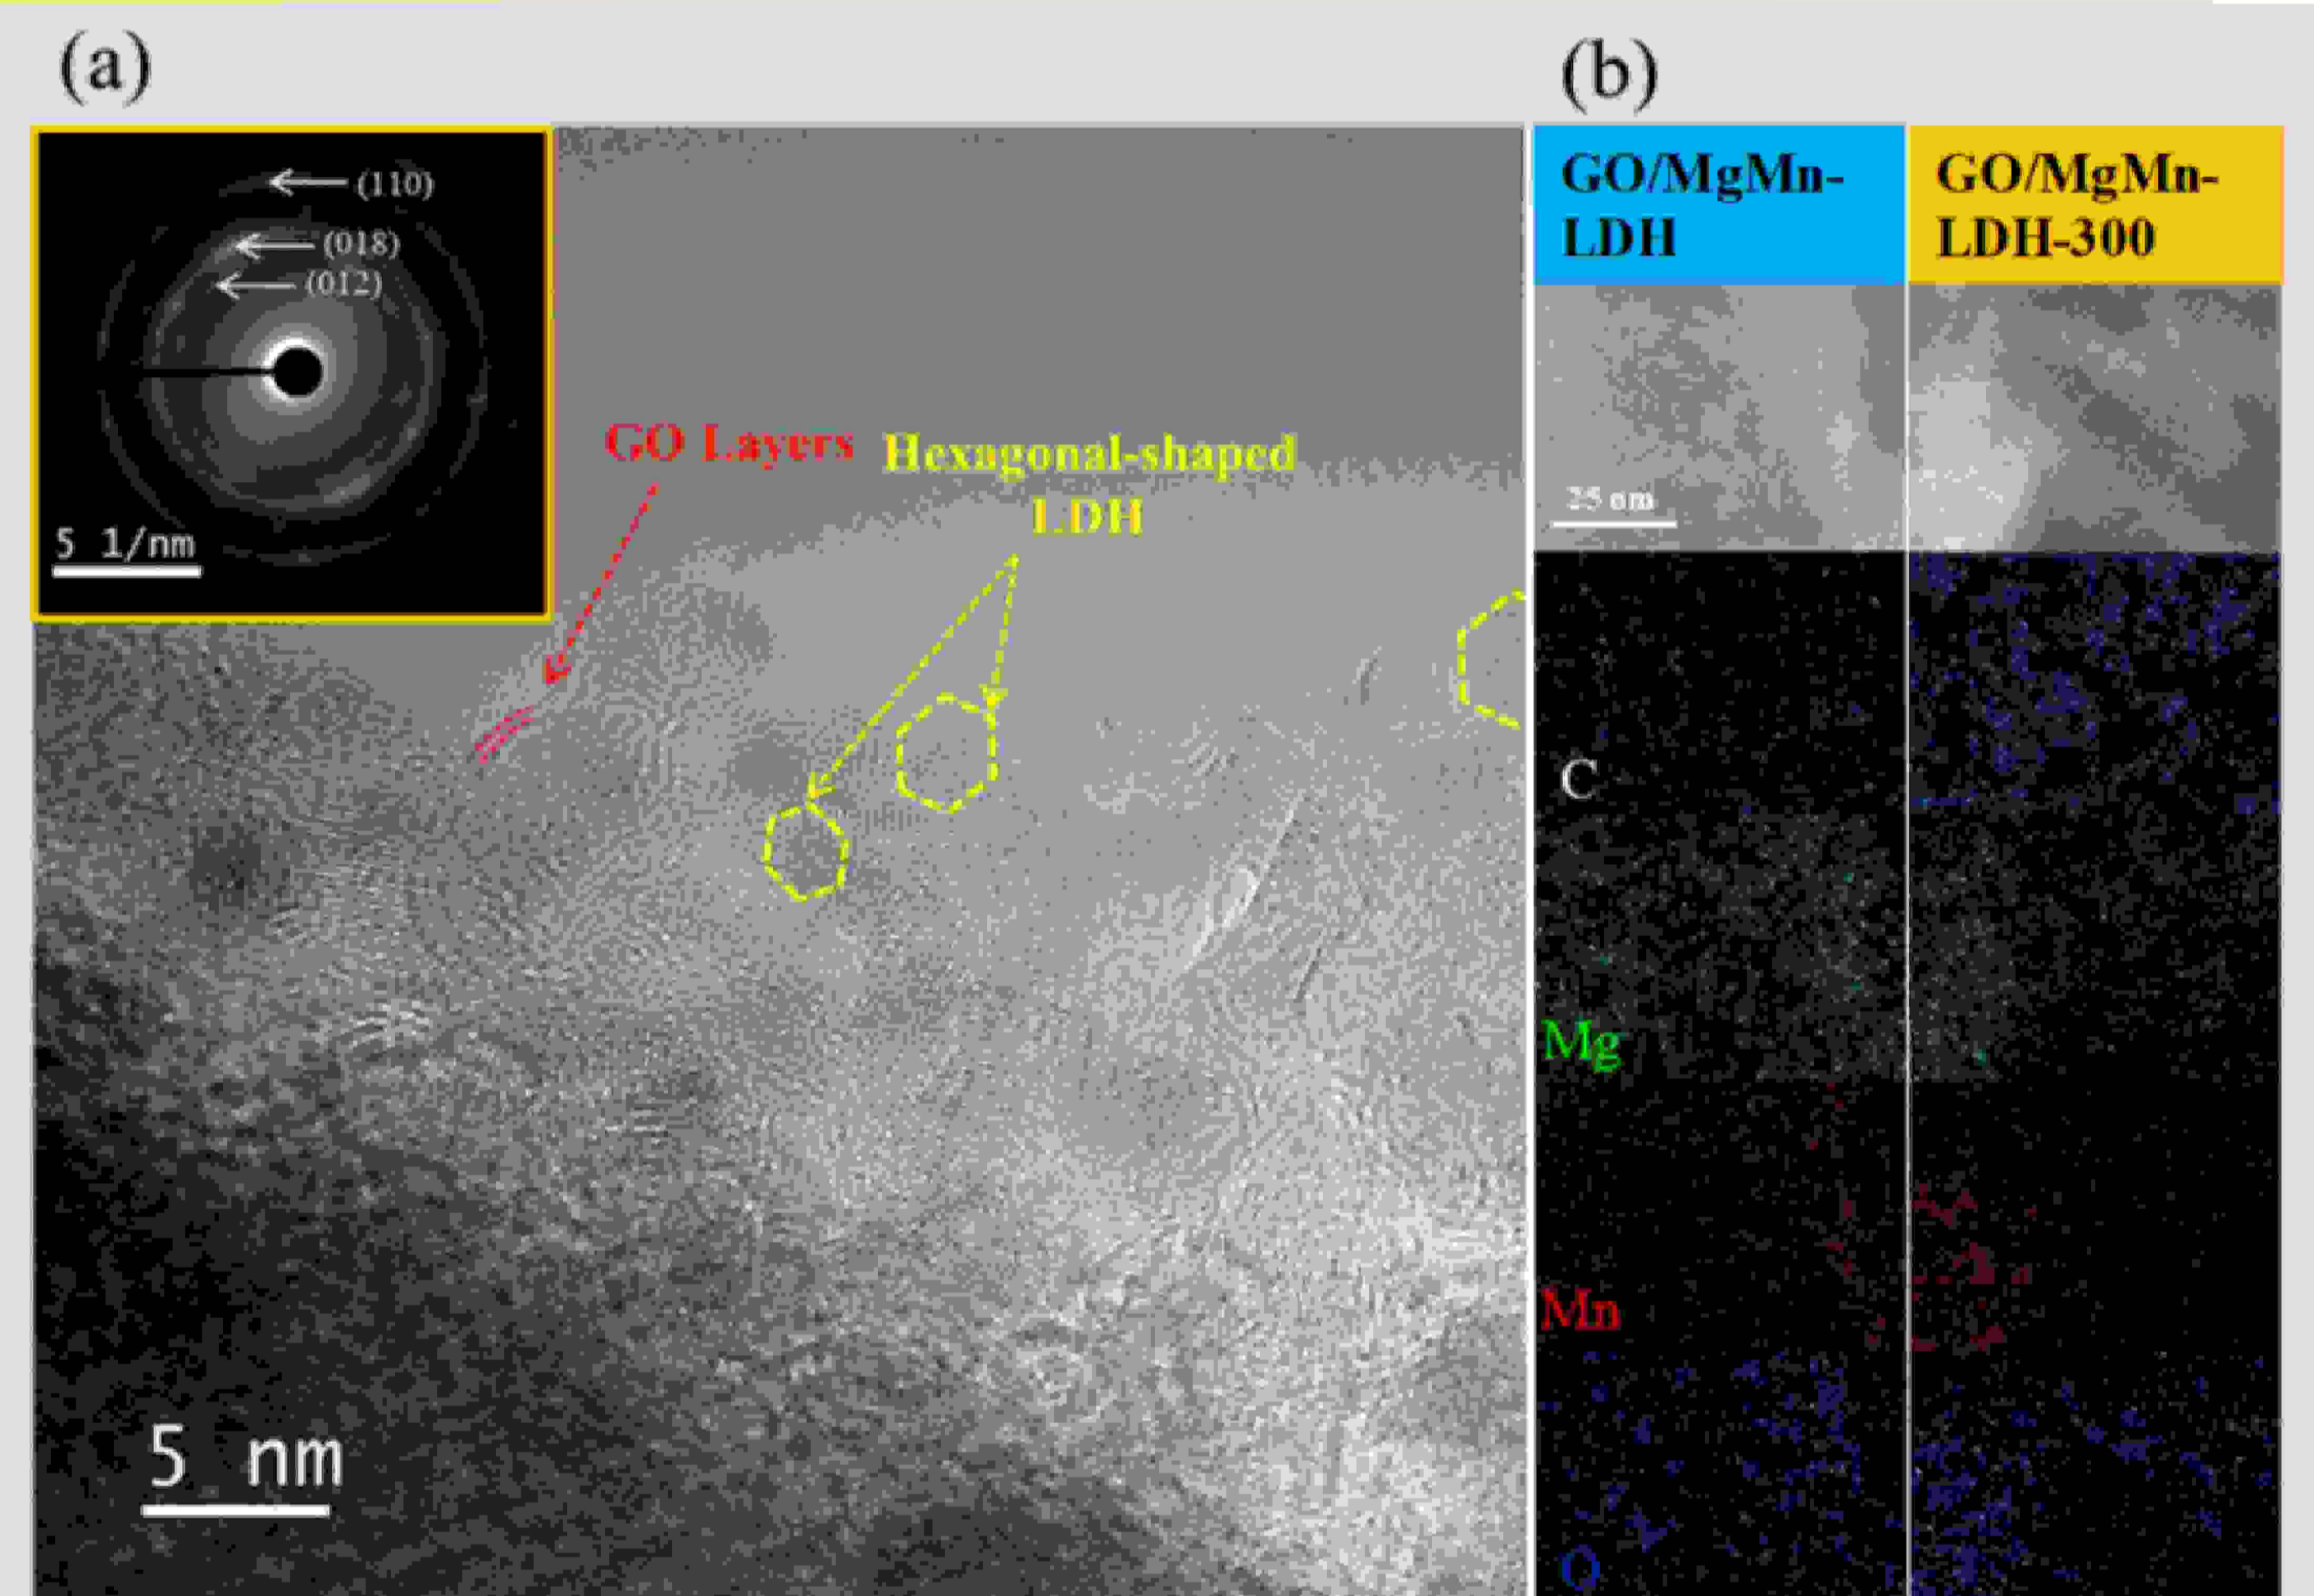 (a)
(110)
(018)
(012)
5 1/nm
GO Layers
Hexagonal-shaped
LDH
5 nm
(b)
GO/MgMn-
LDH
GO/MgMn-
LDH-300
25 nm
C
Mg
Mn
O